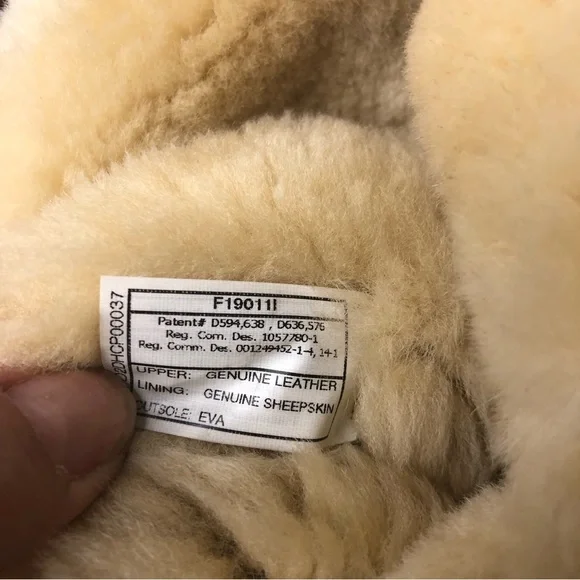 F19011I
Patent# D594,638 , D636,576
Reg. Com. Des. 1057780-1
Reg. Comm. Des. 001249452-1-4, 14-1
UPPER: GENUINE LEATHER
LINING: GENUINE SHEEPSKIN
OUTSOLE: EVA